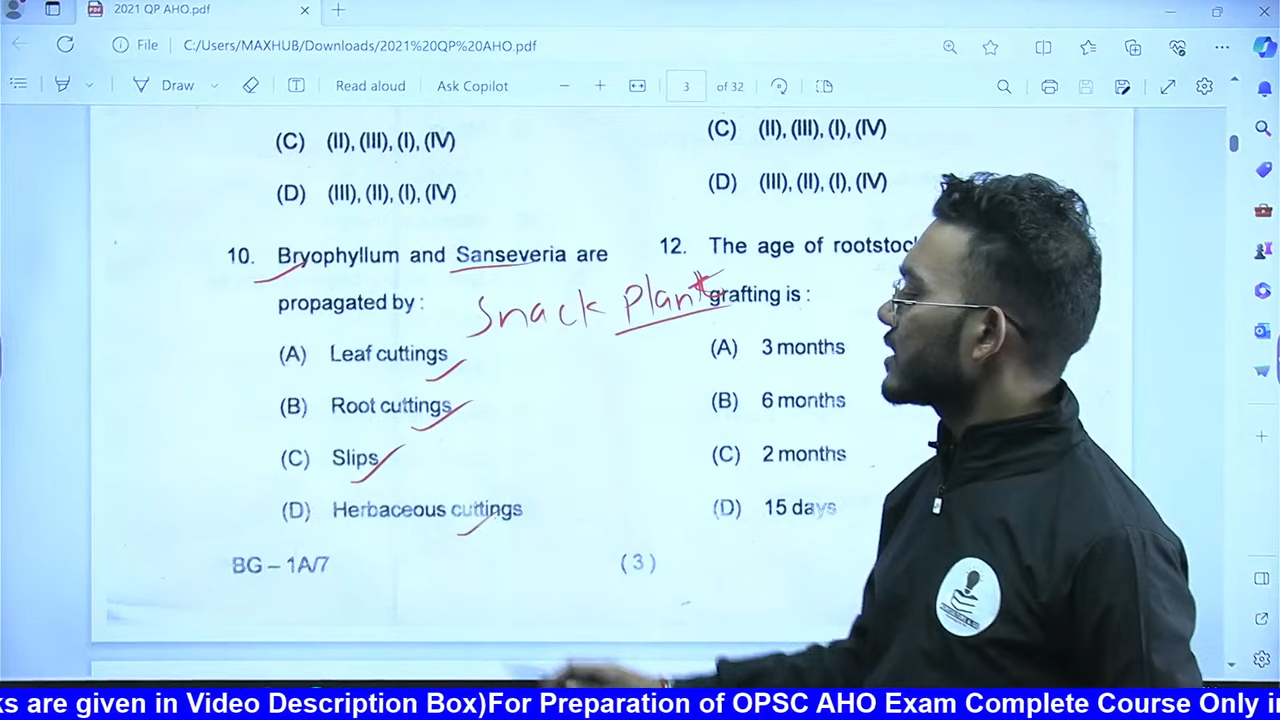 2021 QP AHO.pdf
File
C:/Users/MAXHUB/Downloads/2021%20QP%20AHO.pdf
Draw
Read aloud
Ask Copilot
3
of 32
(C) (II), (III), (I), (IV)
(D) (III), (II), (I), (IV)
10. Bryophyllum and Sanseveria are
propagated by :
Snack Plant
(A) Leaf cuttings
(B) Root cuttings
(C) Slips
(D) Herbaceous cuttings
BG – 1A/7
(3)
(C) (II), (III), (I), (IV)
(D) (III), (II), (I), (IV)
12. The age of
grafting is :
(A) 3 months
(B) 6 months
(C) 2 months
(D) 15 days
are given in Video Description Box)For Preparation of OPSC AHO Exam Complete Course Only